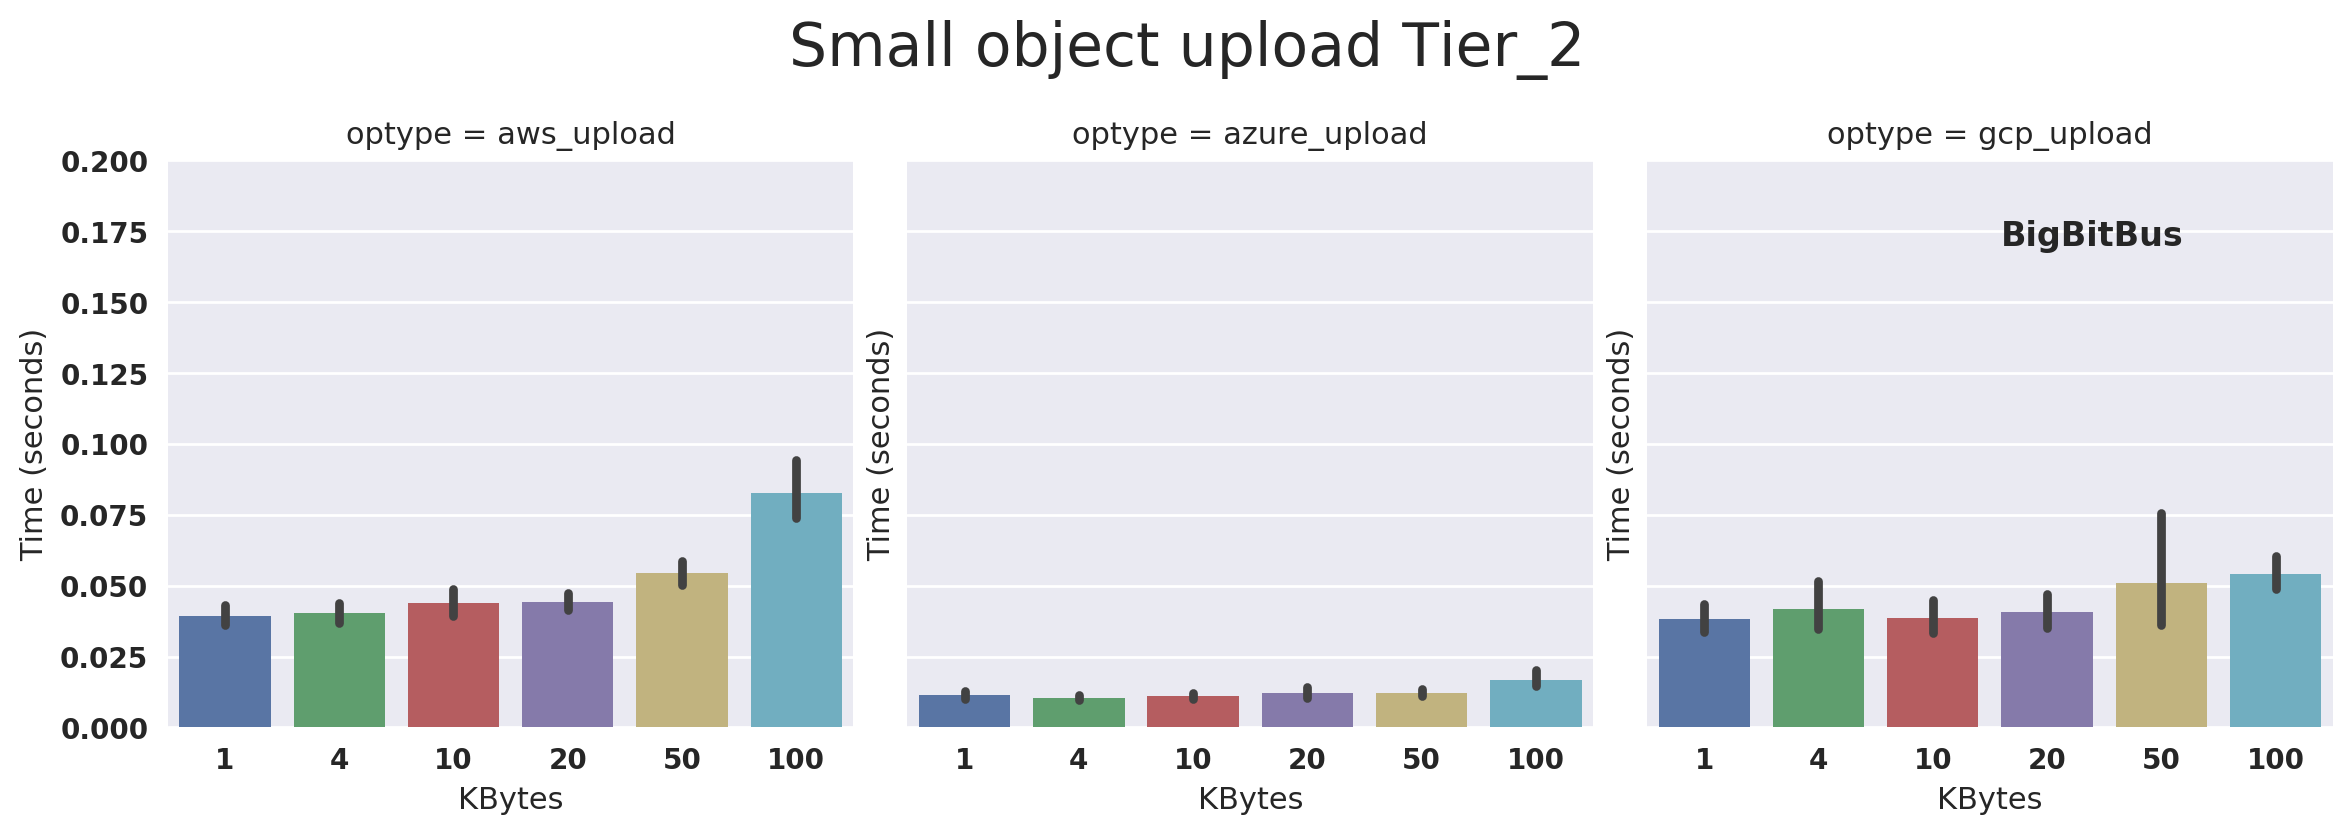 Small object upload Tier_2
optype = aws_upload
optype = azure_upload
optype = gcp_upload
0.200
0.175
0.150
0.125
0.100
0.075
0.050
0.025
0.000
Time (seconds)
Time (seconds)
Time (seconds)
BigBitBus
1 4 10 20 50 100
1 4 10 20 50 100
1 4 10 20 50 100
KBytes
KBytes
KBytes